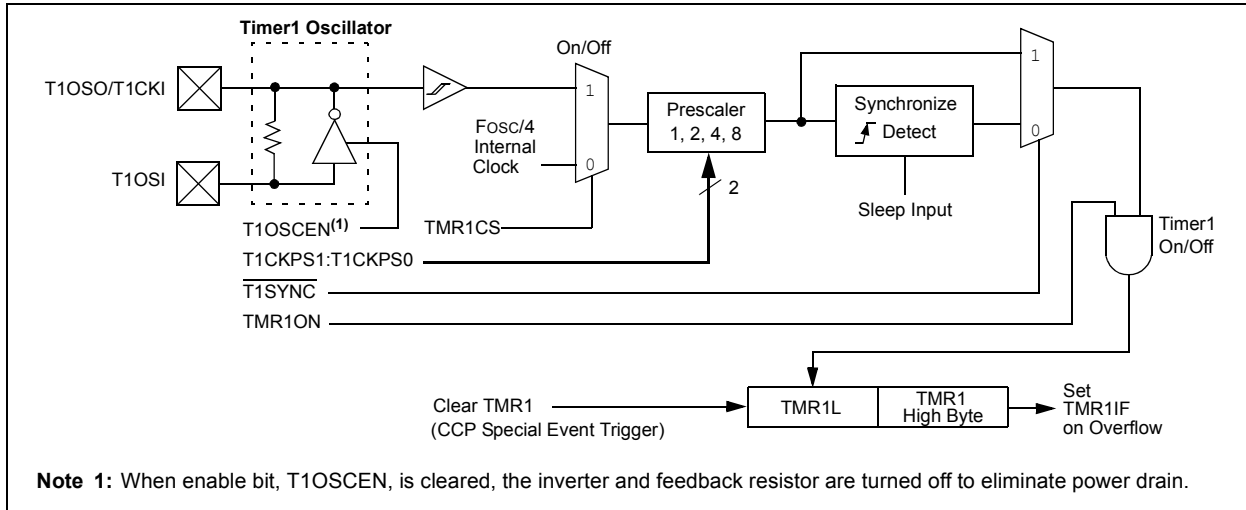 Timer1 Oscillator
On/Off
T1OSO/T1CKI
1
1
Prescaler
1, 2, 4, 8
Synchronize
Detect
FOSC/4
Internal
Clock
0
0
T1OSI
2
Sleep Input
T1OSCEN(1)
TMR1CS
Timer1
On/Off
T1CKPS1:T1CKPS0
T1SYNC
TMR1ON
Clear TMR1
(CCP Special Event Trigger)
TMR1L
TMR1
High Byte
Set
TMR1IF
on Overflow
Note 1: When enable bit, T1OSCEN, is cleared, the inverter and feedback resistor are turned off to eliminate power drain.